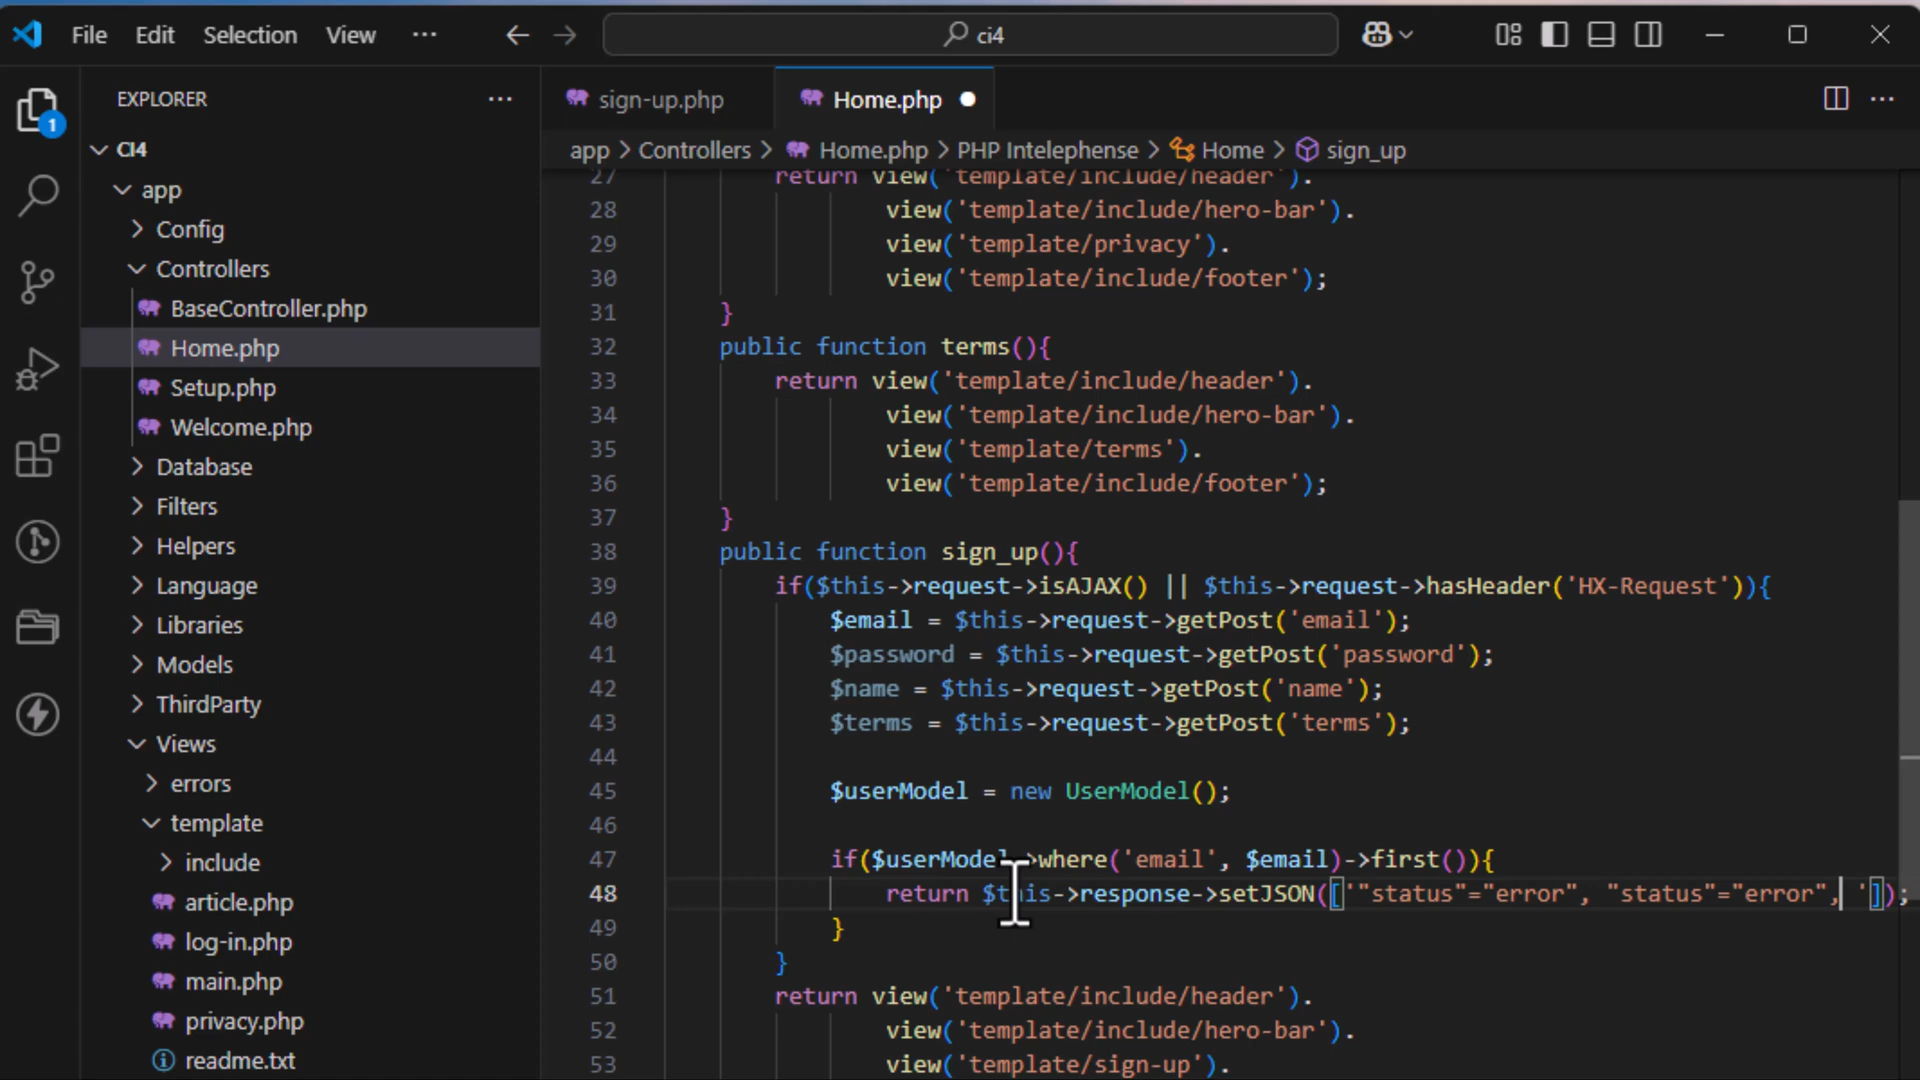 File Edit Selection View ··· ci4
EXPLORER ···
CI4
app
Config
Controllers
BaseController.php
Home.php
Setup.php
Welcome.php
Database
Filters
Helpers
Language
Libraries
Models
ThirdParty
Views
errors
template
include
article.php
log-in.php
main.php
privacy.php
readme.txt
1
sign-up.php Home.php
app > Controllers > Home.php > PHP Intelephense > Home > sign_up
27 return view('template/include/header').
28 view('template/include/hero-bar').
29 view('template/privacy').
30 view('template/include/footer');
31 }
32 public function terms(){
33 return view('template/include/header').
34 view('template/include/hero-bar').
35 view('template/terms').
36 view('template/include/footer');
37 }
38 public function sign_up(){
39 if($this->request->isAJAX() || $this->request->hasHeader('HX-Request')){
40 $email = $this->request->getPost('email');
41 $password = $this->request->getPost('password');
42 $name = $this->request->getPost('name');
43 $terms = $this->request->getPost('terms');
44
45 $userModel = new UserModel();
46
47 if($userModel->where('email', $email)->first()){
48 return $this->response->setJSON(['"status"="error", "status"="error", ']);
49 }
50 }
51 return view('template/include/header').
52 view('template/include/hero-bar').
53 view('template/sign-up').